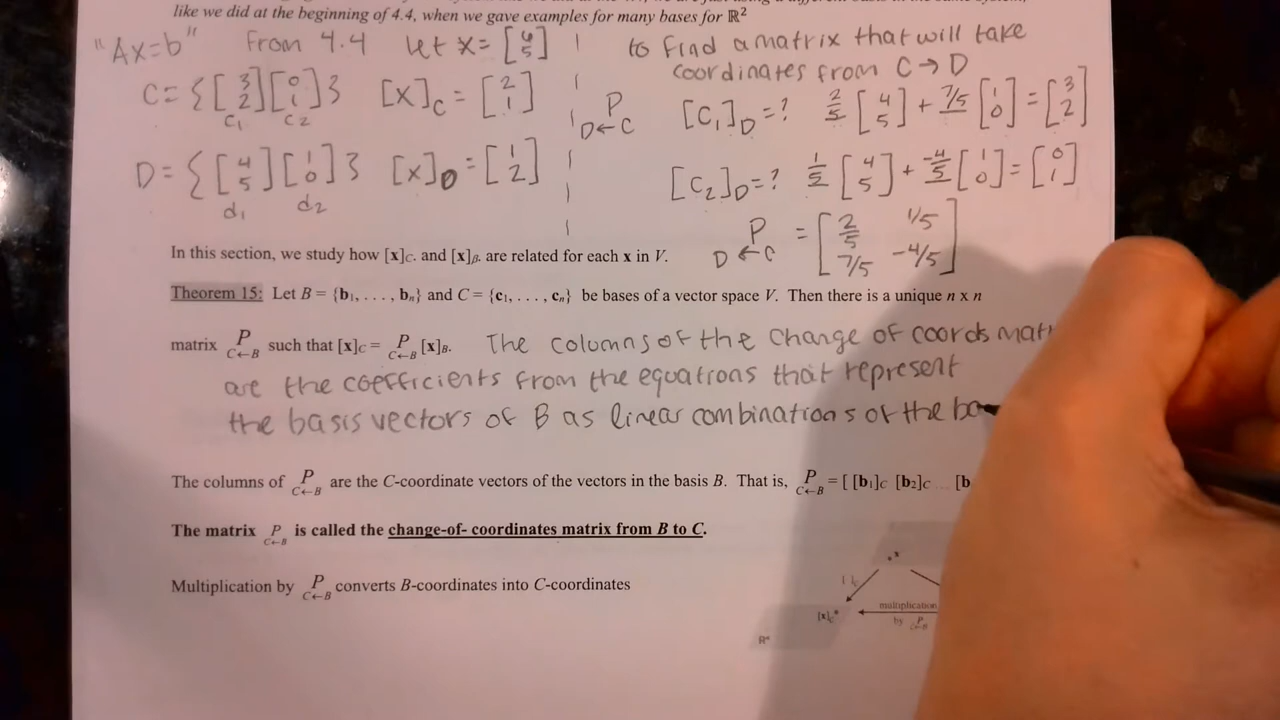 like we did at the beginning of 4.4, when we gave examples for many bases for ℝ²
"Ax=b" From 4.4 let x = [6 5] to find a matrix that will take
coordinates from C → D
C = {[3 2][0 1]} [x]_C = [2 1] P D←C [C₁]_D = ? 2/5 [4 5] + 7/5 [1 0] = [3 2]
c₁ c₂
D = {[4 5][1 0]} [x]_D = [1 2] [C₂]_D = ? 1/5 [4 5] + -4/5 [1 0] = [0 1]
d₁ d₂
P D←C = [2/5 1/5 7/5 -4/5]
In this section, we study how [x]C. and [x]B. are related for each x in V.
Theorem 15: Let B = {b₁, . . . , bₙ} and C = {c₁, . . . , cₙ} be bases of a vector space V. Then there is a unique n x n
matrix P C←B such that [x]C = P C←B [x]B. The columns of the change of coords mat
are the coefficients from the equations that represent
the basis vectors of B as linear combinations of the ba
The columns of P C←B are the C-coordinate vectors of the vectors in the basis B. That is, P C←B = [ [b₁]C [b₂]C ... [b
The matrix P C←B is called the change-of- coordinates matrix from B to C.
Multiplication by P C←B converts B-coordinates into C-coordinates
x
[ ]C
[x]C multiplication
by P C←B
ℝⁿ